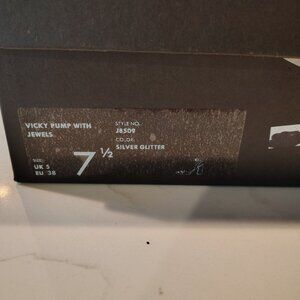 VICKY PUMP WITH
JEWELS
STYLE NO.
J8509
COLOR:
SILVER GLITTER
SIZE:
UK 5
EU 38
7 1/2